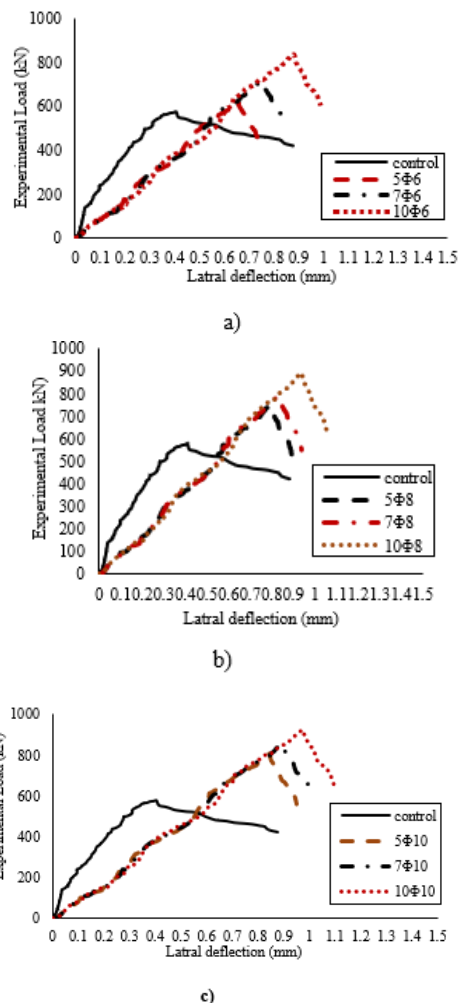 1000
800
600
400
200
0
Experimental Load (kN)
control
5Φ6
7Φ6
10Φ6
0 0.1 0.2 0.3 0.4 0.5 0.6 0.7 0.8 0.9 1 1.1 1.2 1.3 1.4 1.5
Latral deflection (mm)
a)
1000
900
800
700
600
500
400
300
200
100
0
Experimental Load kN)
control
5Φ8
7Φ8
10Φ8
0 0.10.20.30.40.50.60.70.80.9 1 1.11.21.31.41.5
Latral deflection (mm)
b)
1000
800
600
400
200
0
Experimental Load (kN)
control
5Φ10
7Φ10
10Φ10
0 0.1 0.2 0.3 0.4 0.5 0.6 0.7 0.8 0.9 1 1.1 1.2 1.3 1.4 1.5
Latral deflection (mm)
c)